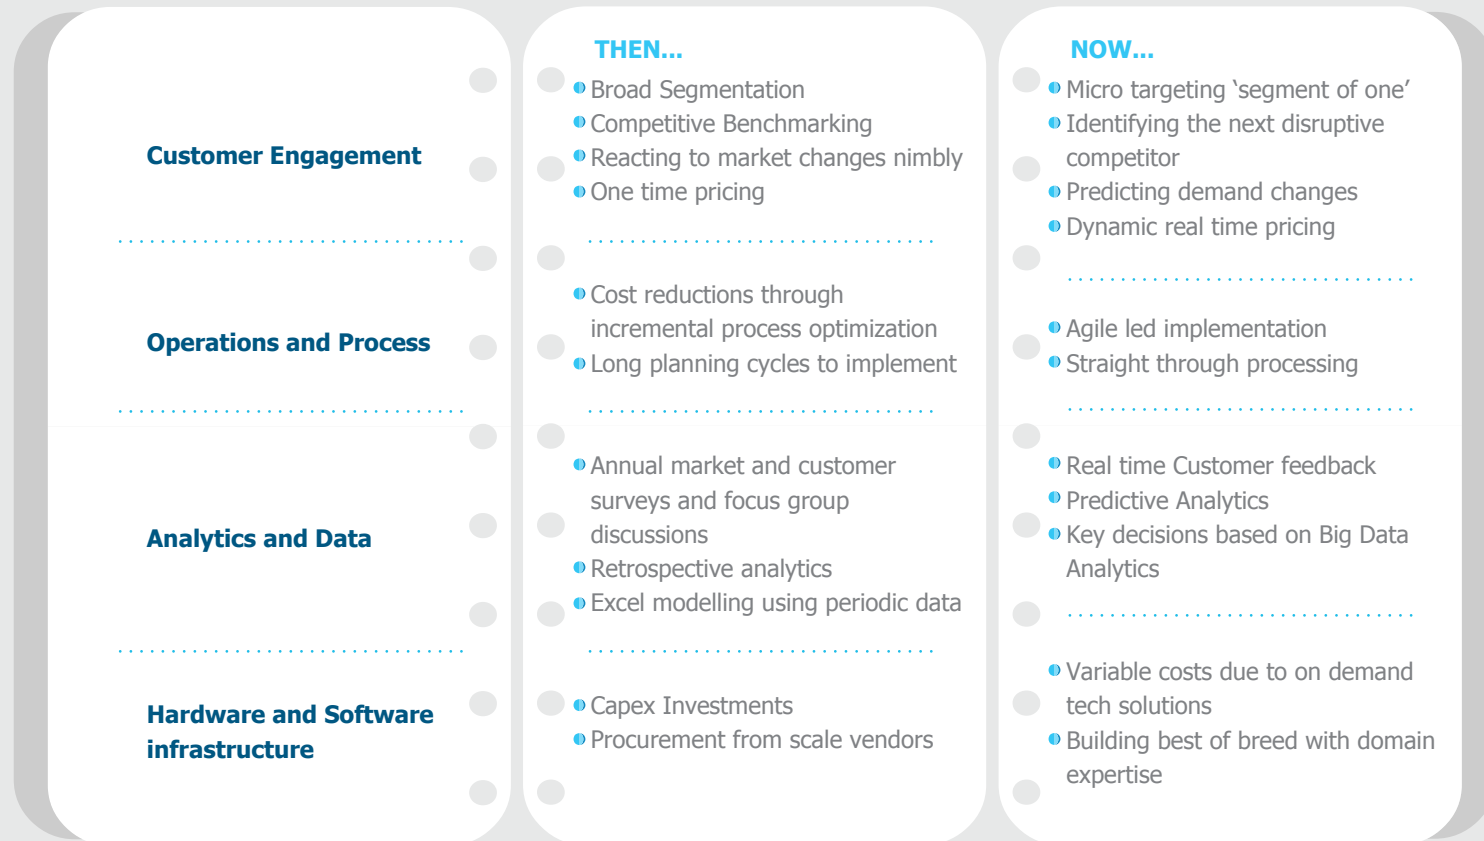 Customer Engagement
Operations and Process
Analytics and Data
Hardware and Software
infrastructure
THEN...
Broad Segmentation
Competitive Benchmarking
Reacting to market changes nimbly
One time pricing
Cost reductions through
incremental process optimization
Long planning cycles to implement
Annual market and customer
surveys and focus group
discussions
Retrospective analytics
Excel modelling using periodic data
Capex Investments
Procurement from scale vendors
NOW...
Micro targeting ‘segment of one’
Identifying the next disruptive
competitor
Predicting demand changes
Dynamic real time pricing
Agile led implementation
Straight through processing
Real time Customer feedback
Predictive Analytics
Key decisions based on Big Data
Analytics
Variable costs due to on demand
tech solutions
Building best of breed with domain
expertise